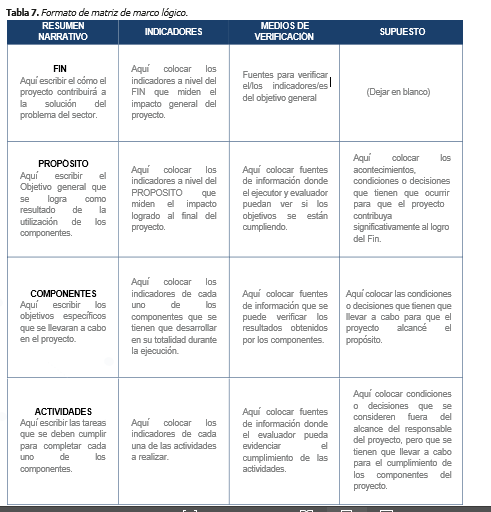 Tabla 7. Formato de matriz de marco lógico.
RESUMEN
NARRATIVO
INDICADORES
MEDIOS DE
VERIFICACIÓN
SUPUESTO
FIN
Aquí escribir el cómo el
proyecto contribuirá a
la solución del
problema del sector.
Aquí colocar los
indicadores a nivel del
FIN que miden el
impacto general del
proyecto.
Fuentes para verificar
el/los indicadores/es
del objetivo general
(Dejar en blanco)
PROPÓSITO
Aquí escribir el
Objetivo general que
se logra como
resultado de la
utilización de los
componentes.
Aquí colocar los
indicadores a nivel del
PROPOSITO que
miden el impacto
logrado al final del
proyecto.
Aquí colocar fuentes
de información donde
el ejecutor y evaluador
puedan ver si los
objetivos se están
cumpliendo.
Aquí colocar los
acontecimientos,
condiciones o decisiones
que tienen que ocurrir
para que el proyecto
contribuya
significativamente al logro
del Fin.
COMPONENTES
Aquí escribir los
objetivos específicos
que se llevaran a cabo
en el proyecto.
Aquí colocar los
indicadores de cada
uno de los
componentes que se
tienen que desarrollar
en su totalidad durante
la ejecución.
Aquí colocar fuentes
de información que se
puede verificar los
resultados obtenidos
por los componentes.
Aquí colocar las condiciones
o decisiones que tienen que
llevar a cabo para que el
proyecto alcancé el
propósito.
ACTIVIDADES
Aquí escribir las tareas
que se deben cumplir
para completar cada
uno de los
componentes.
Aquí colocar los
indicadores de cada
una de las actividades
a realizar.
Aquí colocar fuentes
de información donde
el evaluador pueda
evidenciar el
cumplimiento de las
actividades.
Aquí colocar condiciones
o decisiones que se
consideren fuera del
alcance del responsable
del proyecto, pero que se
tienen que llevar a cabo
para el cumplimiento de
los componentes del
proyecto.